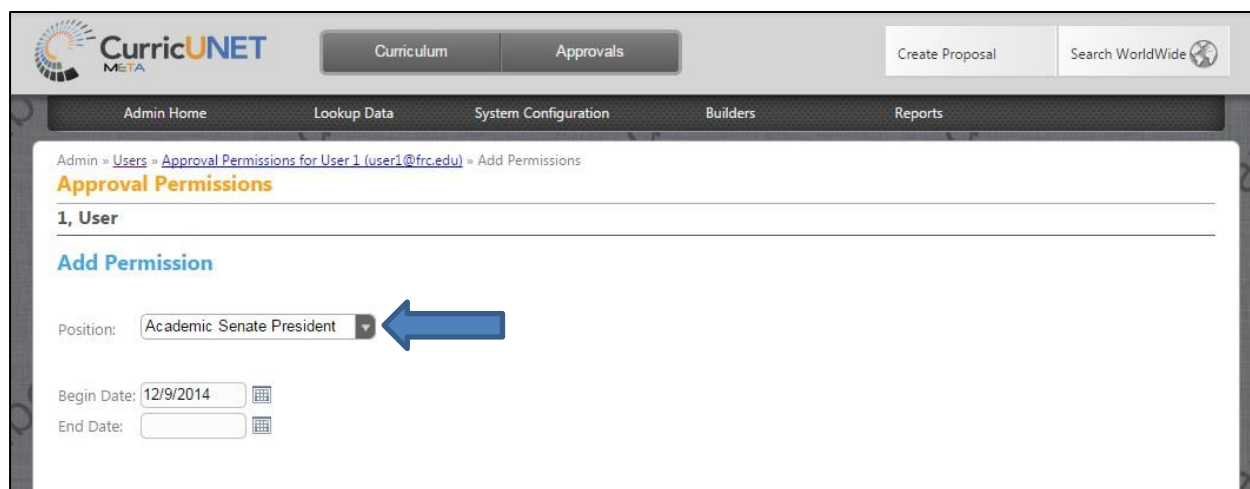 CurricUNET
META
Curriculum Approvals
Create Proposal Search WorldWide
Admin Home Lookup Data System Configuration Builders Reports
Admin » Users » Approval Permissions for User 1 (user1@frc.edu) » Add Permissions
Approval Permissions
1, User
Add Permission
Position: Academic Senate President
Begin Date: 12/9/2014
End Date: